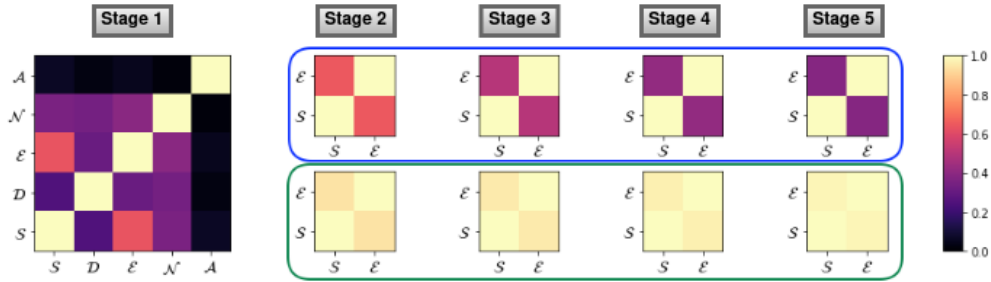 Stage 1 Stage 2 Stage 3 Stage 4 Stage 5
𝒜
𝒩
ℰ
𝒟
𝒮
𝒮 𝒟 ℰ 𝒩 𝒜
ℰ ℰ ℰ ℰ
𝒮 𝒮 𝒮 𝒮
𝒮 ℰ 𝒮 ℰ 𝒮 ℰ 𝒮 ℰ
ℰ ℰ ℰ ℰ
𝒮 𝒮 𝒮 𝒮
𝒮 ℰ 𝒮 ℰ 𝒮 ℰ 𝒮 ℰ
1.0
0.8
0.6
0.4
0.2
0.0